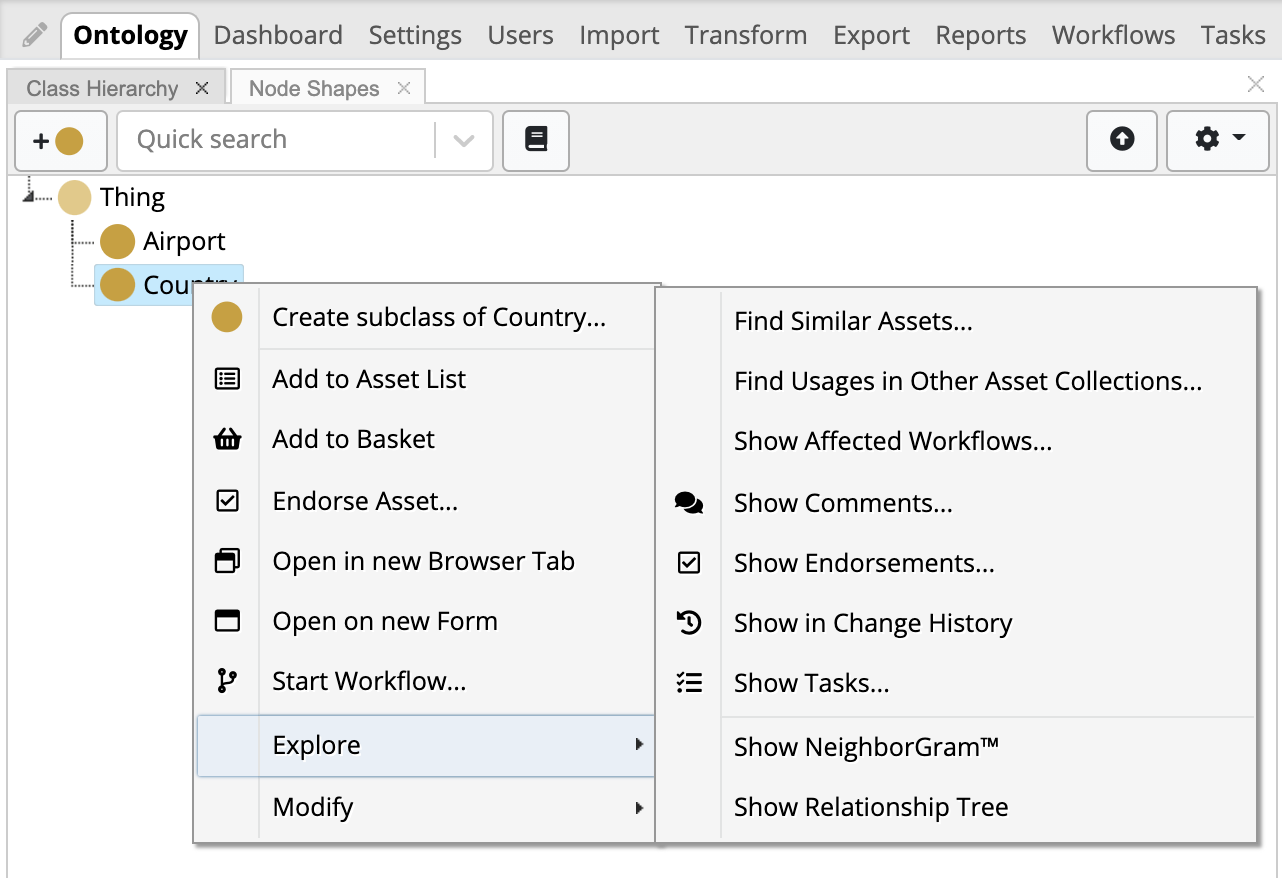 Ontology Dashboard Settings Users Import Transform Export Reports Workflows Tasks
Class Hierarchy Node Shapes
Quick search
Thing
Airport
Country
Create subclass of Country...
Add to Asset List
Add to Basket
Endorse Asset...
Open in new Browser Tab
Open on new Form
Start Workflow...
Explore
Modify
Find Similar Assets...
Find Usages in Other Asset Collections...
Show Affected Workflows...
Show Comments...
Show Endorsements...
Show in Change History
Show Tasks...
Show NeighborGram™
Show Relationship Tree